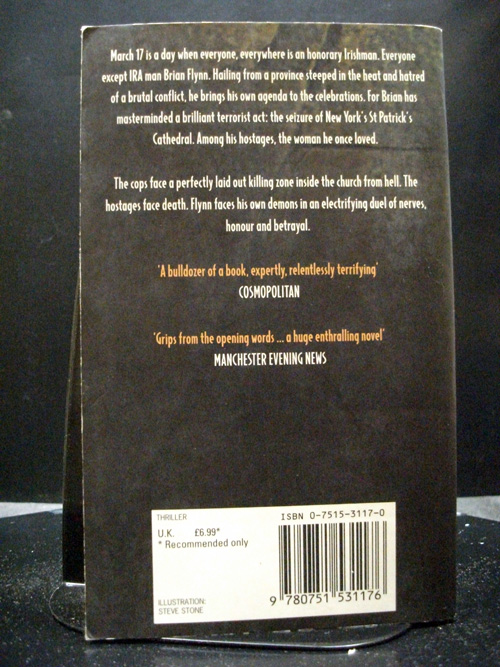 March 17 is a day when everyone, everywhere is an honorary Irishman. Everyone
except IRA man Brian Flynn. Hailing from a province steeped in the heat and hatred
of a brutal conflict, he brings his own agenda to the celebrations. For Brian has
masterminded a brilliant terrorist act: the seizure of New York's St Patrick's
Cathedral. Among his hostages, the woman he once loved.
The cops face a perfectly laid out killing zone inside the church from hell. The
hostages face death. Flynn faces his own demons in an electrifying duel of nerves,
honour and betrayal.
'A bulldozer of a book, expertly, relentlessly terrifying'
COSMOPOLITAN
'Grips from the opening words ... a huge enthralling novel'
MANCHESTER EVENING NEWS
THRILLER
U.K. £6.99*
* Recommended only
ILLUSTRATION:
STEVE STONE
ISBN 0-7515-3117-0
9 780751 531176